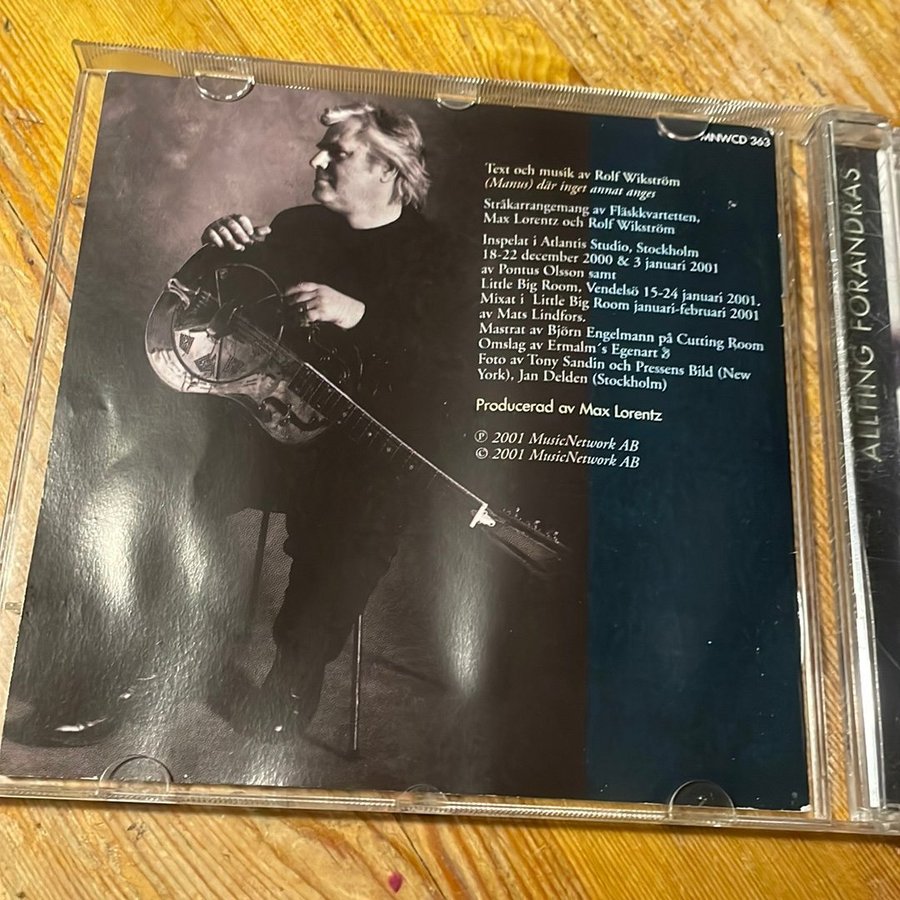 MNWCD 363
Text och musik av Rolf Wikström
(Manus) där inget annat anges
Stråkarrangemang av Fläskkvartetten,
Max Lorentz och Rolf Wikström
Inspelat i Atlantis Studio, Stockholm
18-22 december 2000 & 3 januari 2001
av Pontus Olsson samt
Little Big Room, Vendelsö 15-24 januari 2001.
Mixat i Little Big Room januari-februari 2001
av Mats Lindfors.
Mastrat av Björn Engelmann på Cutting Room
Omslag av Ermalm´s Egenart
Foto av Tony Sandin och Pressens Bild (New
York), Jan Delden (Stockholm)
Producerad av Max Lorentz
℗ 2001 MusicNetwork AB
© 2001 MusicNetwork AB
ALLTING FÖRÄNDRAS